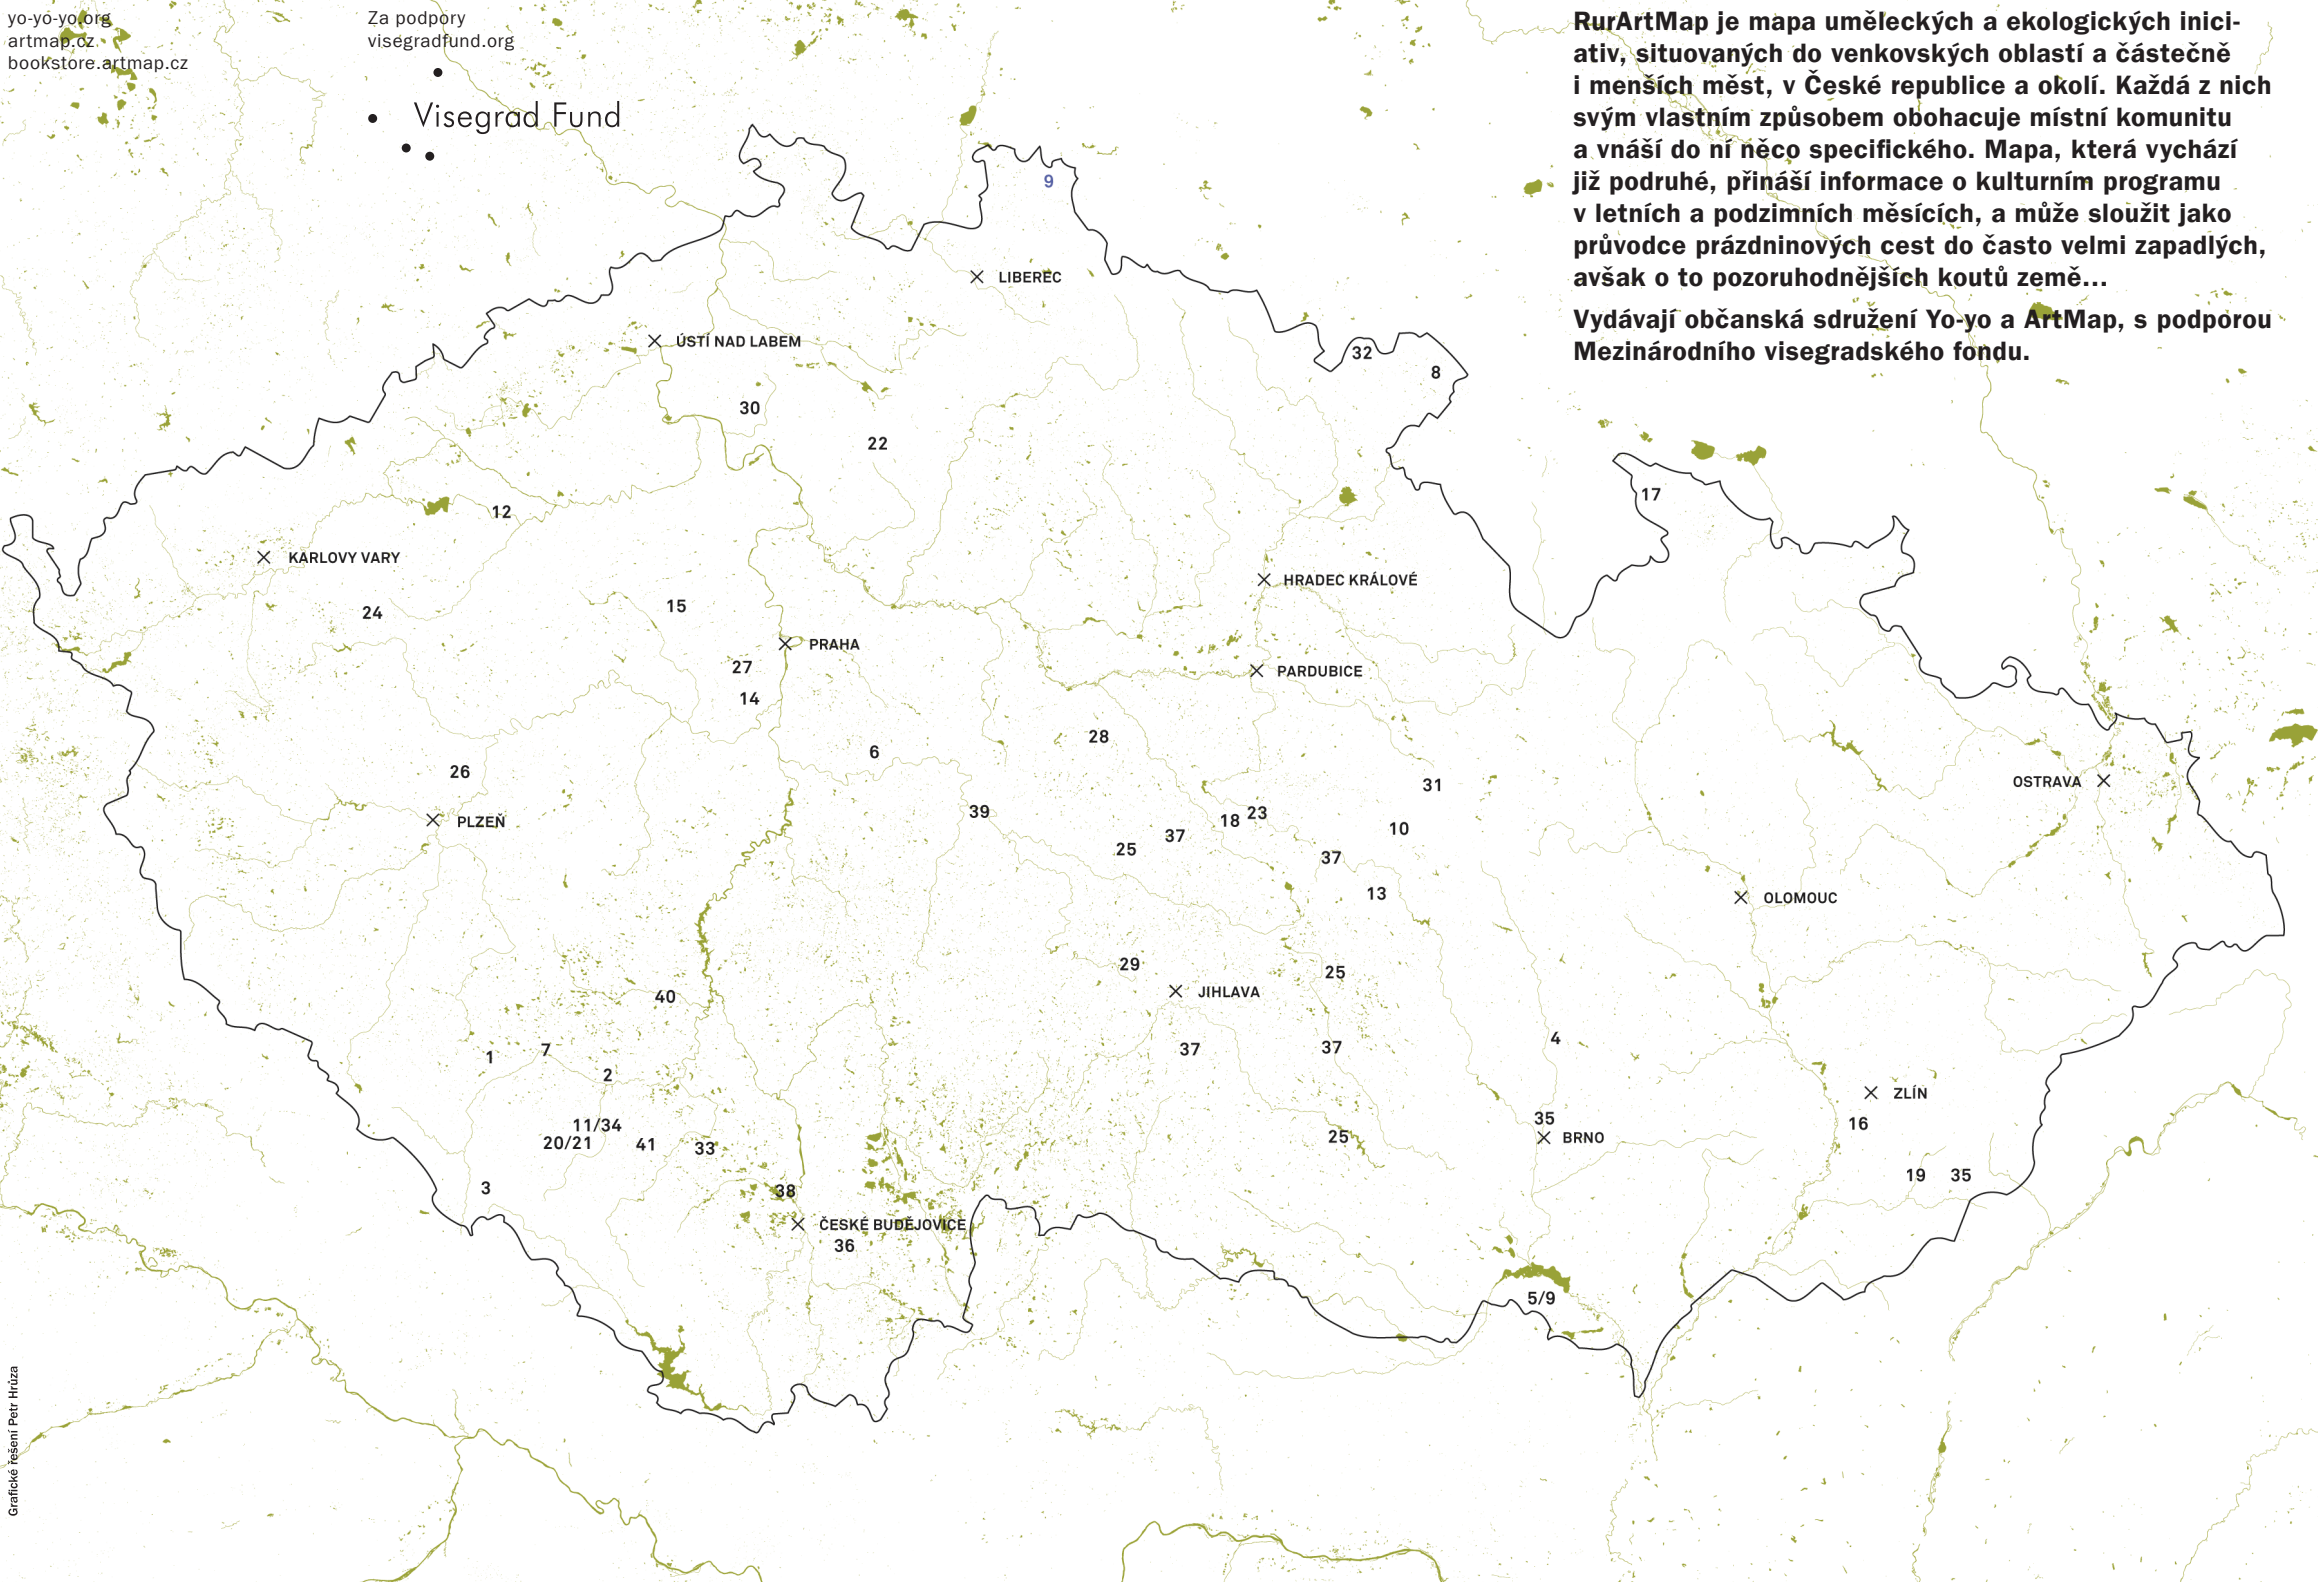 yo-yo-yo.org
artmap.cz
bookstore.artmap.cz
Za podpory
visegradfund.org
Visegrad Fund
RurArtMap je mapa uměleckých a ekologických inici-
ativ, situovaných do venkovských oblastí a částečně
i menších měst, v České republice a okolí. Každá z nich
svým vlastním způsobem obohacuje místní komunitu
a vnáší do ní něco specifického. Mapa, která vychází
již podruhé, přináší informace o kulturním programu
v letních a podzimních měsících, a může sloužit jako
průvodce prázdninových cest do často velmi zapadlých,
avšak o to pozoruhodnějších koutů země...
Vydávají občanská sdružení Yo-yo a ArtMap, s podporou
Mezinárodního visegradského fondu.
9
LIBEREC
ÚSTÍ NAD LABEM
32
8
30
22
17
12
KARLOVY VARY
HRADEC KRÁLOVÉ
24
15
PRAHA
27
PARDUBICE
14
28
6
26
31
OSTRAVA
39
23
18
PLZEŇ
10
37
25
37
13
OLOMOUC
29
25
JIHLAVA
40
4
37
37
7
1
2
ZLÍN
35
16
11/34
BRNO
25
20/21
41
33
19
35
3
38
ČESKÉ BUDĚJOVICE
36
5/9
Grafické řešení Petr Hrůza